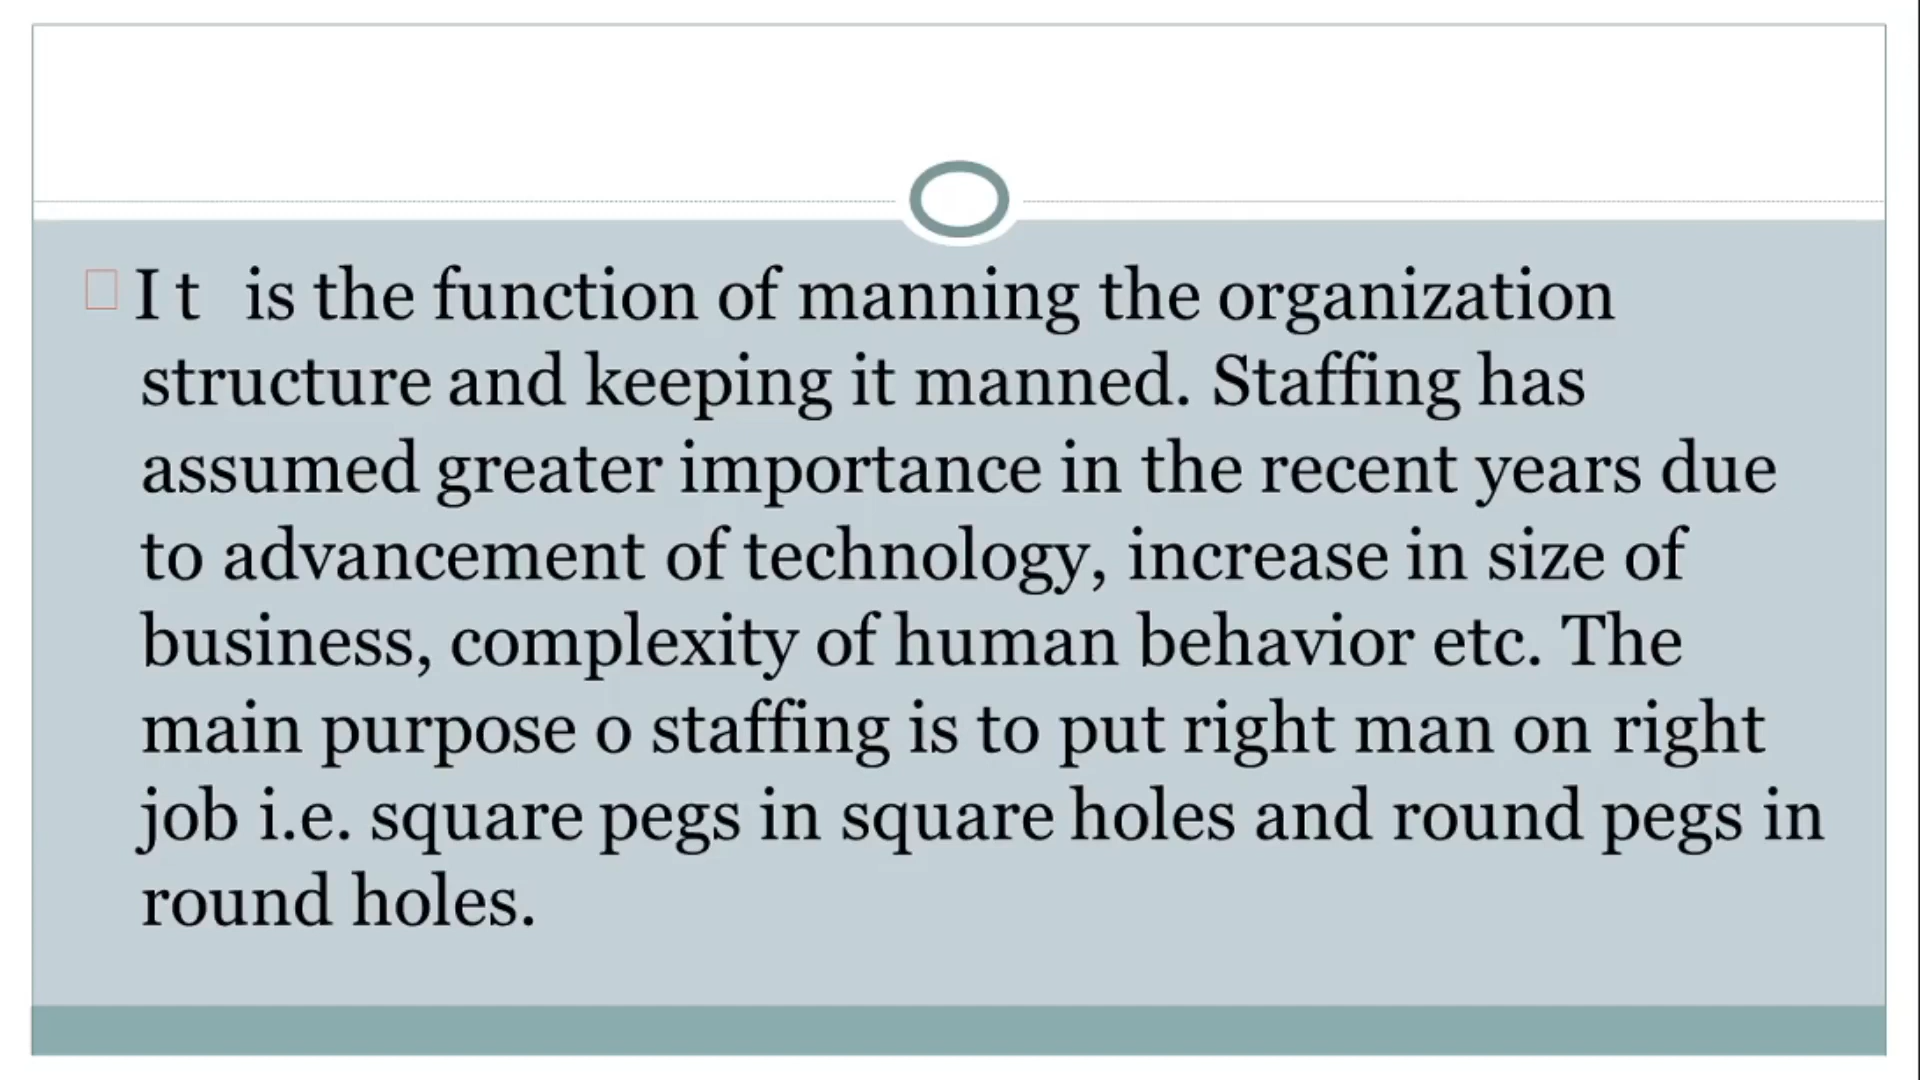 I t is the function of manning the organization
structure and keeping it manned. Staffing has
assumed greater importance in the recent years due
to advancement of technology, increase in size of
business, complexity of human behavior etc. The
main purpose o staffing is to put right man on right
job i.e. square pegs in square holes and round pegs in
round holes.